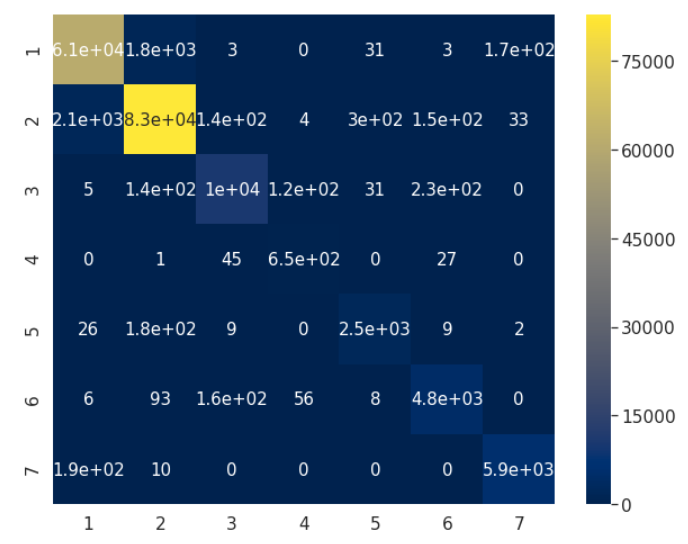 1 6.1e+04 1.8e+03 3 0 31 3 1.7e+02
2 2.1e+03 8.3e+04 1.4e+02 4 3e+02 1.5e+02 33
3 5 1.4e+02 1e+04 1.2e+02 31 2.3e+02 0
4 0 1 45 6.5e+02 0 27 0
5 26 1.8e+02 9 0 2.5e+03 9 2
6 6 93 1.6e+02 56 8 4.8e+03 0
7 1.9e+02 10 0 0 0 0 5.9e+03
1 2 3 4 5 6 7
75000
60000
45000
30000
15000
0